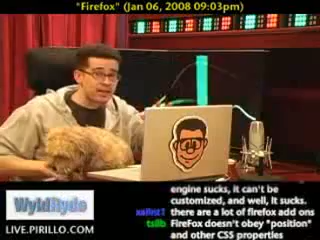 "Firefox" (Jan 06, 2008 09:03pm)
engine sucks, it can't be
customized, and well, it sucks.
there are a lot of firefox add ons
tsilb FireFox doesn't obey *position*
and other CSS properties
WyldRyde
LIVE.PIRILLO.COM